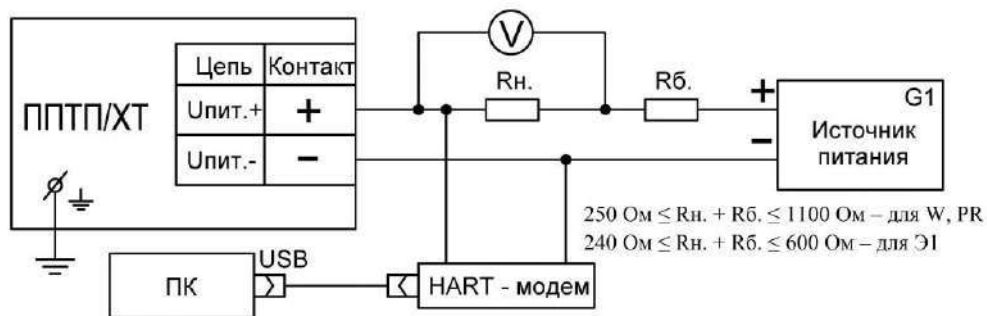 V
Цепь Контакт
Rн. Rб.
ППТП/ХТ
Uпит.+ +
+
G1
Источник
питания
Uпит.- −
−
250 Ом ≤ Rн. + Rб. ≤ 1100 Ом – для W, PR
240 Ом ≤ Rн. + Rб. ≤ 600 Ом – для Э1
USB
ПК
HART - модем